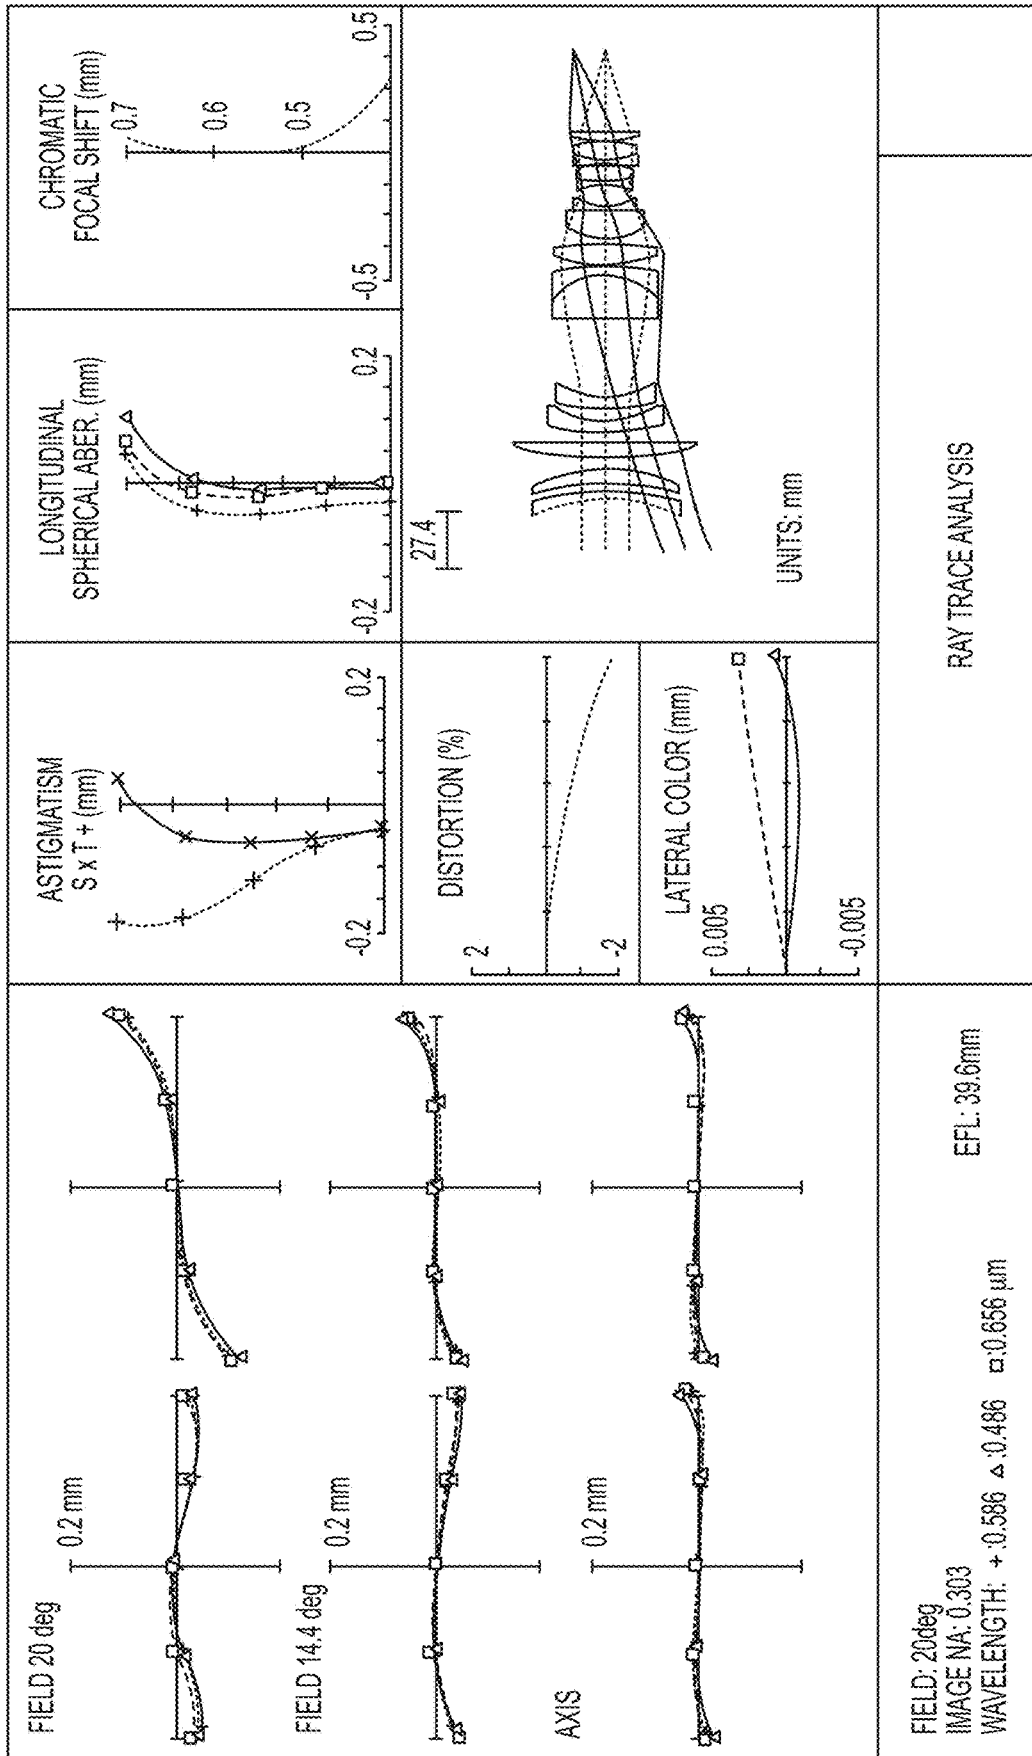 FIELD 20 deg
0.2 mm
FIELD 14.4 deg
0.2 mm
AXIS
0.2 mm
ASTIGMATISM
S x T + (mm)
-0.2
0.2
LONGITUDINAL
SPHERICAL ABER. (mm)
-0.2
0.2
CHROMATIC
FOCAL SHIFT (mm)
0.7
0.6
0.5
-0.5
0.5
DISTORTION (%)
2
-2
LATERAL COLOR (mm)
0.005
-0.005
27.4
UNITS: mm
FIELD: 20deg
IMAGE NA: 0.303
EFL: 39.6mm
WAVELENGTH: +:0.586 △:0.486 □:0.656 μm
RAY TRACE ANALYSIS